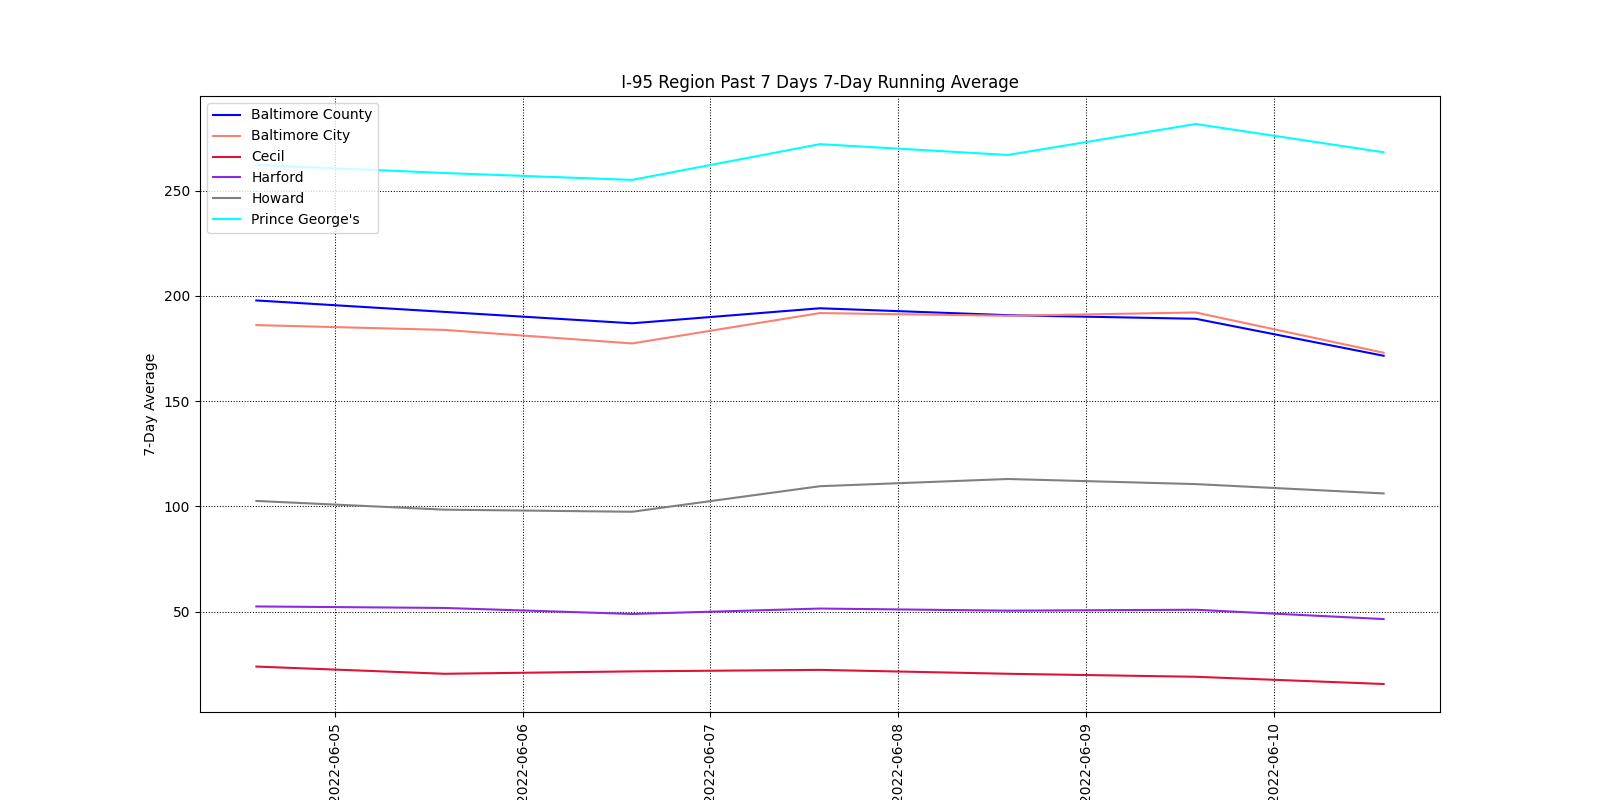 I-95 Region Past 7 Days 7-Day Running Average
Baltimore County
Baltimore City
Cecil
Harford
Howard
Prince George's
7-Day Average
250
200
150
100
50
2022-06-05
2022-06-06
2022-06-07
2022-06-08
2022-06-09
2022-06-10